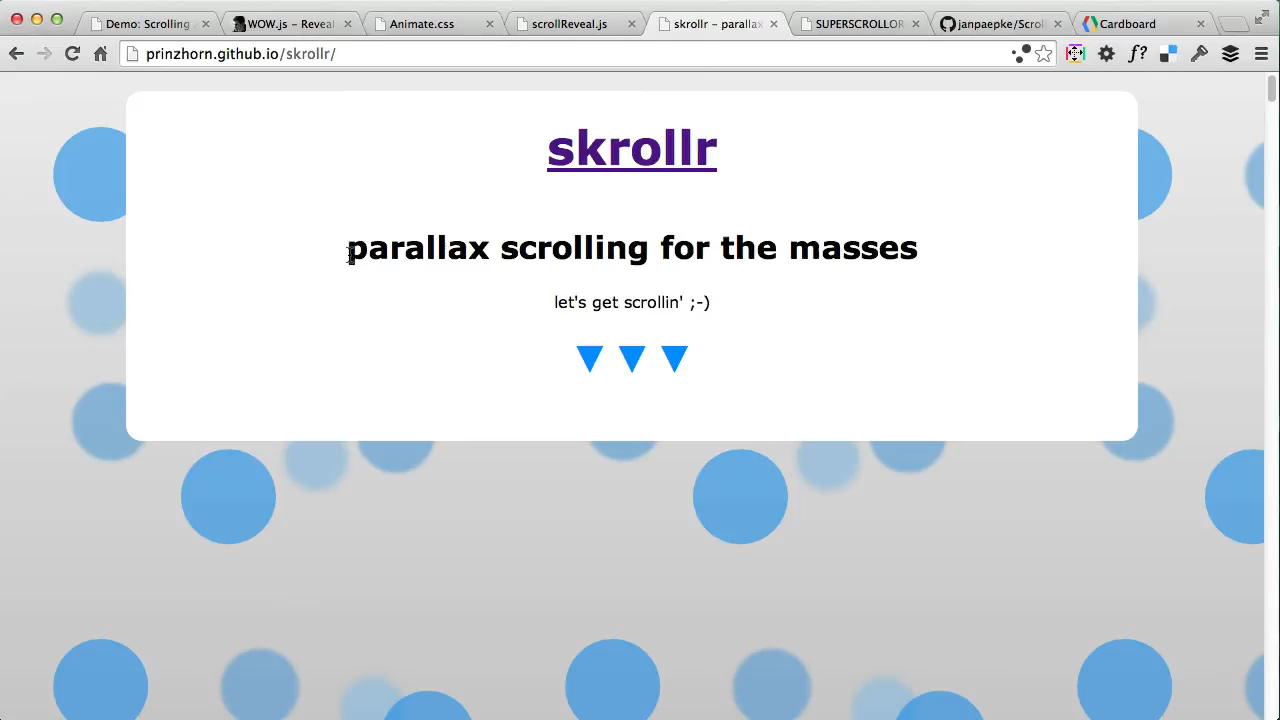 Demo: Scrolling
WOW.js – Reveal
Animate.css
scrollReveal.js
skrollr – parallax
SUPERSCROLLOR
janpaepke/Scroll
Cardboard
prinzhorn.github.io/skrollr/
f?
skrollr
parallax scrolling for the masses
let's get scrollin' ;-)